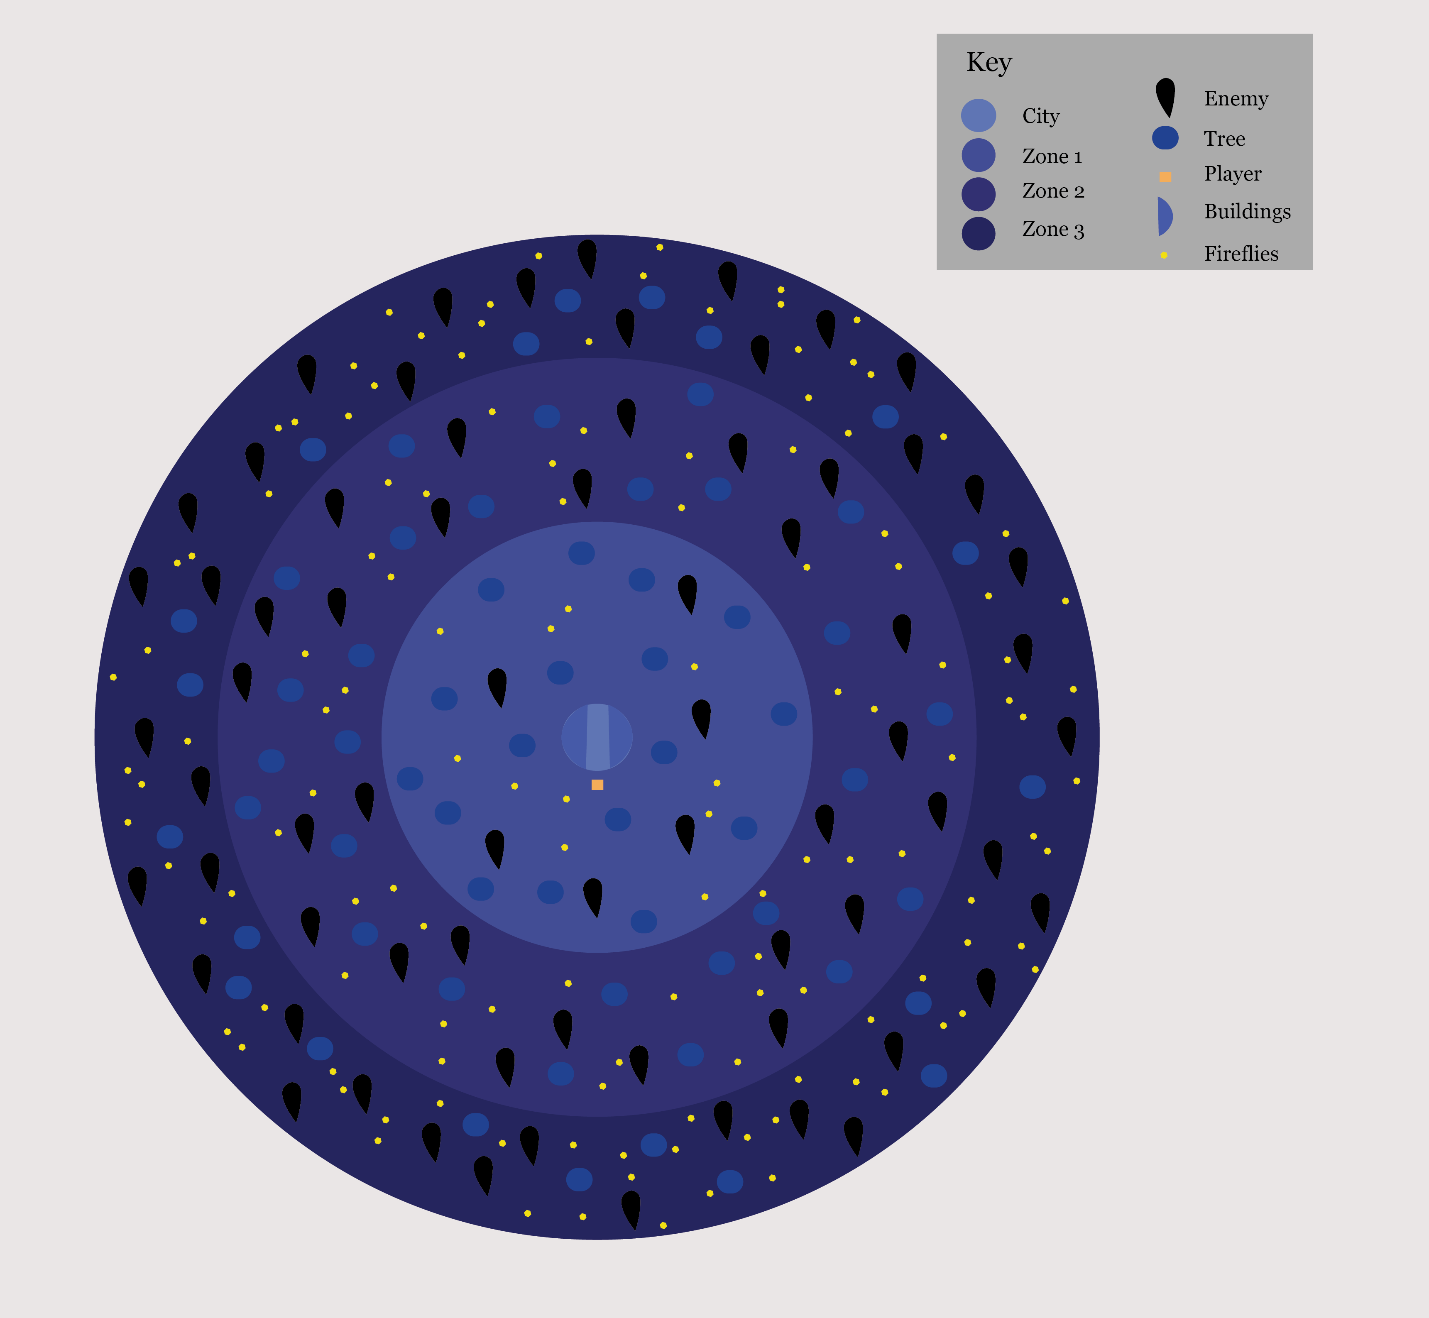 Key
City
Zone 1
Zone 2
Zone 3
Enemy
Tree
Player
Buildings
Fireflies